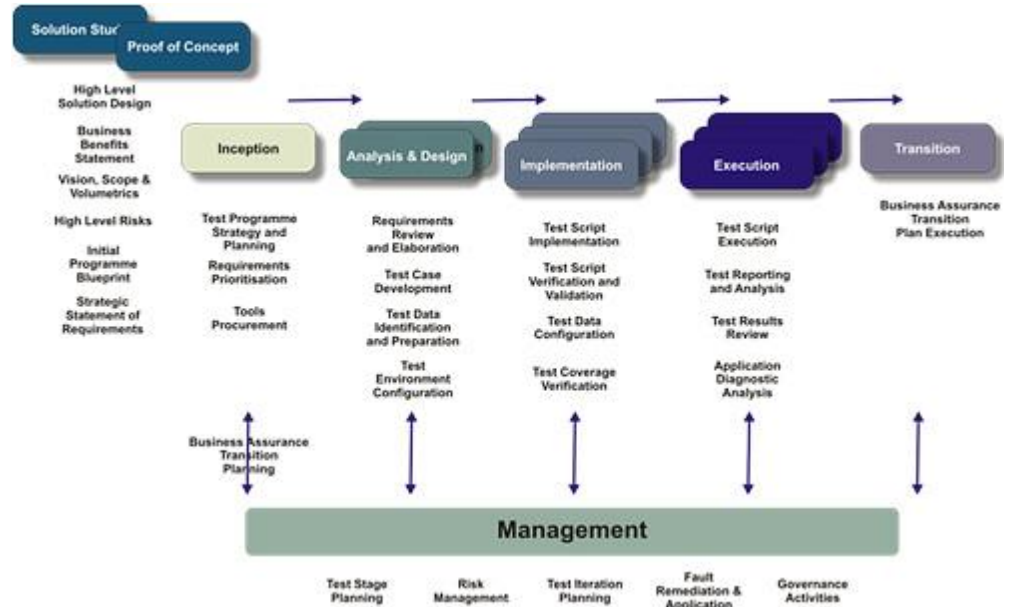 Solution
Proof of Concept
High Level
Solution Design
Business
Benefits
Statement
Vision, Scope &
Volumetrics
High Level Risks
Initial
Programme
Blueprint
Strategic
Statement of
Requirements
Inception
Test Programme
Strategy and
Planning
Requirements
Prioritisation
Tools
Procurement
Business Assurance
Transition
Planning
Analysis & Design
Requirements
Review
and Elaboration
Test Case
Development
Test Data
Identification
and Preparation
Test
Environment
Configuration
Implementation
Test Script
Implementation
Test Script
Verification and
Validation
Test Data
Configuration
Test Coverage
Verification
Execution
Test Script
Execution
Test Reporting
and Analysis
Test Results
Review
Application
Diagnostic
Analysis
Transition
Business Assurance
Transition
Plan Execution
Management
Test Stage
Planning
Risk
Management
Test Iteration
Planning
Fault
Remediation &
Application
Governance
Activities